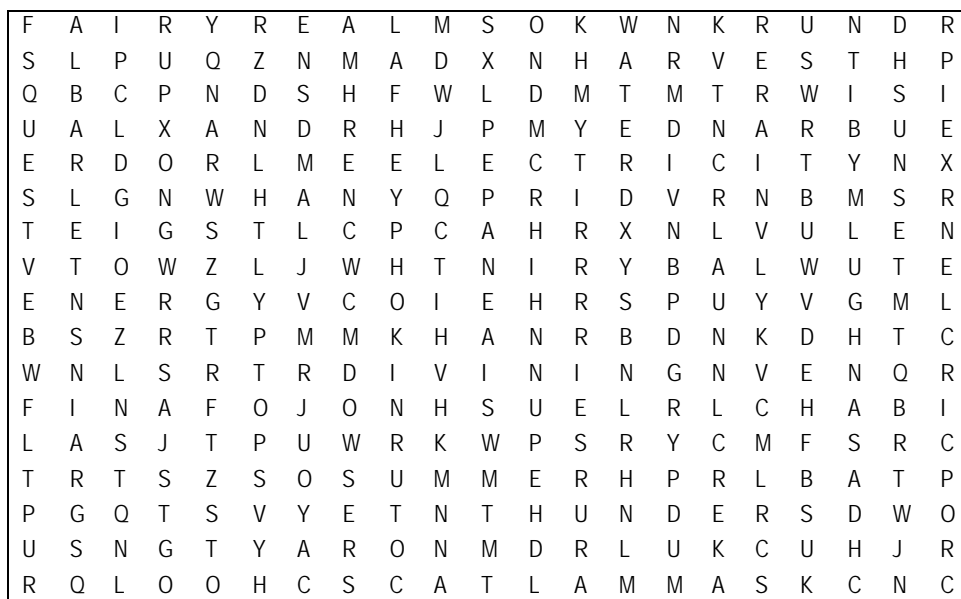 F A I R Y R E A L M S O K W N K R U N D R
S L P U Q Z N M A D X N H A R V E S T H P
Q B C P N D S H F W L D M T M T R W I S I
U A L X A N D R H J P M Y E D N A R B U E
E R D O R L M E E L E C T R I C I T Y N X
S L G N W H A N Y Q P R I D V R N B M S R
T E I G S T L C P C A H R X N L V U L E N
V T O W Z L J W H T N I R Y B A L W U T E
E N E R G Y V C O I E H R S P U Y V G M L
B S Z R T P M M K H A N R B D N K D H T C
W N L S R T R D I V I N I N G N V E N Q R
F I N A F O J O N H S U E L R L C H A B I
L A S J T P U W R K W P S R Y C M F S R C
T R T S Z S O S U M M E R H P R L B A T P
P G Q T S V Y E T N T H U N D E R S D W O
U S N G T Y A R O N M D R L U K C U H J R
R Q L O O H C S C A T L A M M A S K C N C